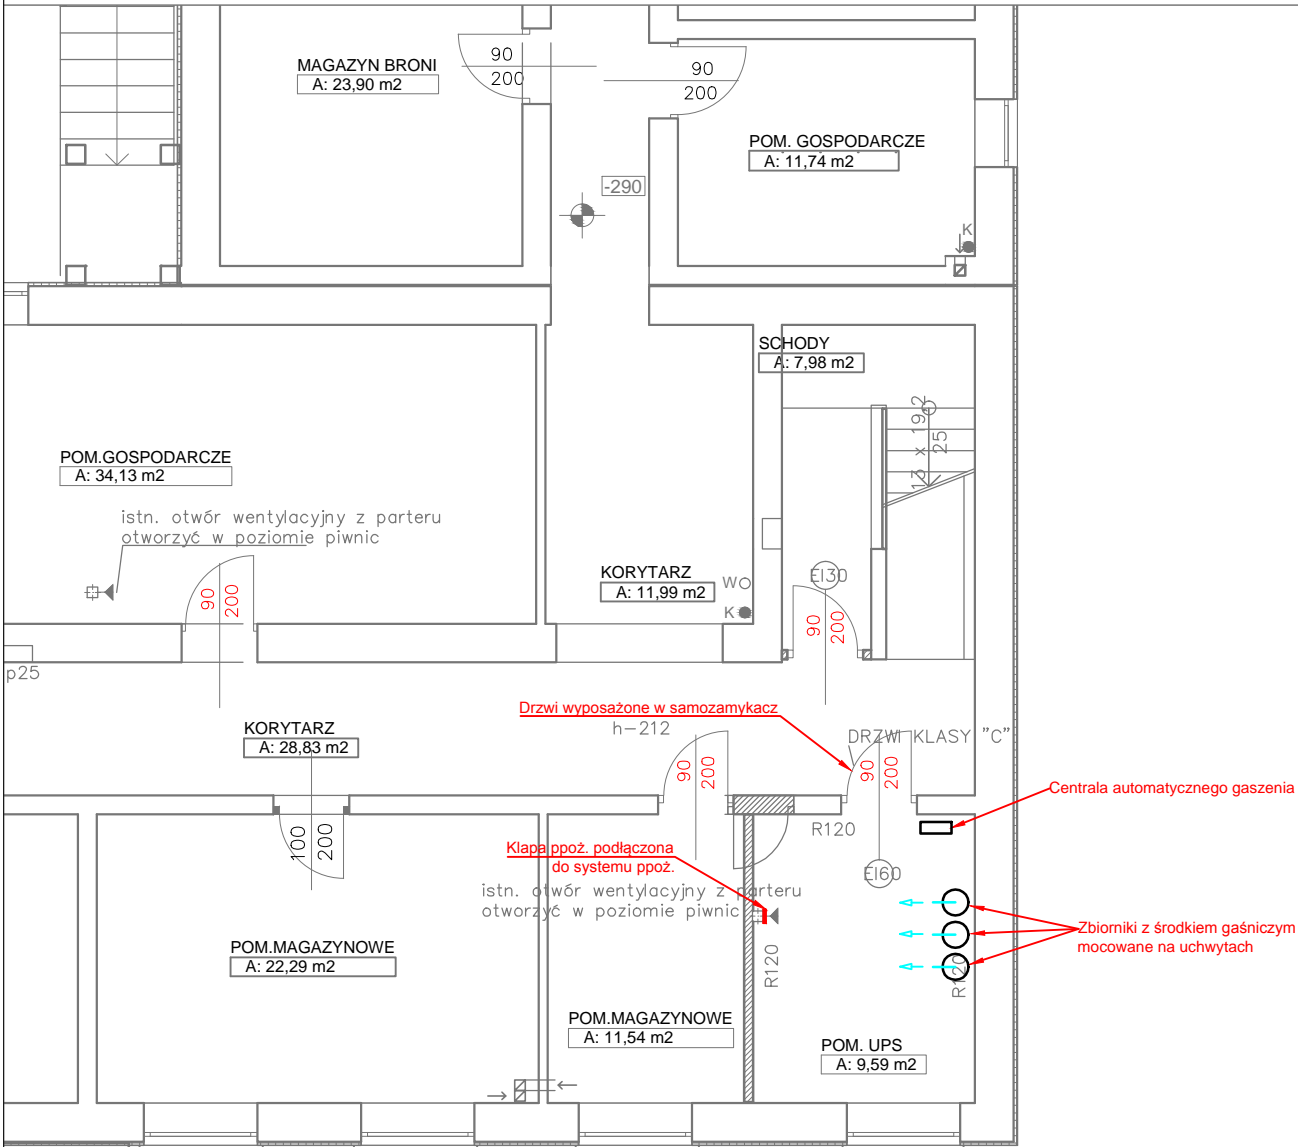 MAGAZYN BRONI
A: 23,90 m2
90
200
90
200
POM. GOSPODARCZE
A: 11,74 m2
-290
K
SCHODY
A: 7,98 m2
13 x 19,2
25
POM.GOSPODARCZE
A: 34,13 m2
istn. otwór wentylacyjny z parteru
otworzyć w poziomie piwnic
90
200
KORYTARZ
A: 11,99 m2
WO
K
EI30
90
200
p25
KORYTARZ
A: 28,83 m2
Drzwi wyposażone w samozamykacz
h-212
DRZWI KLASY "C"
90
200
90
200
Centrala automatycznego gaszenia
100
200
R120
Klapa ppoż. podłączona
do systemu ppoż.
EI60
istn. otwór wentylacyjny z parteru
otworzyć w poziomie piwnic
Zbiorniki z środkiem gaśniczym
mocowane na uchwytach
R120
R120
POM.MAGAZYNOWE
A: 22,29 m2
POM.MAGAZYNOWE
A: 11,54 m2
POM. UPS
A: 9,59 m2